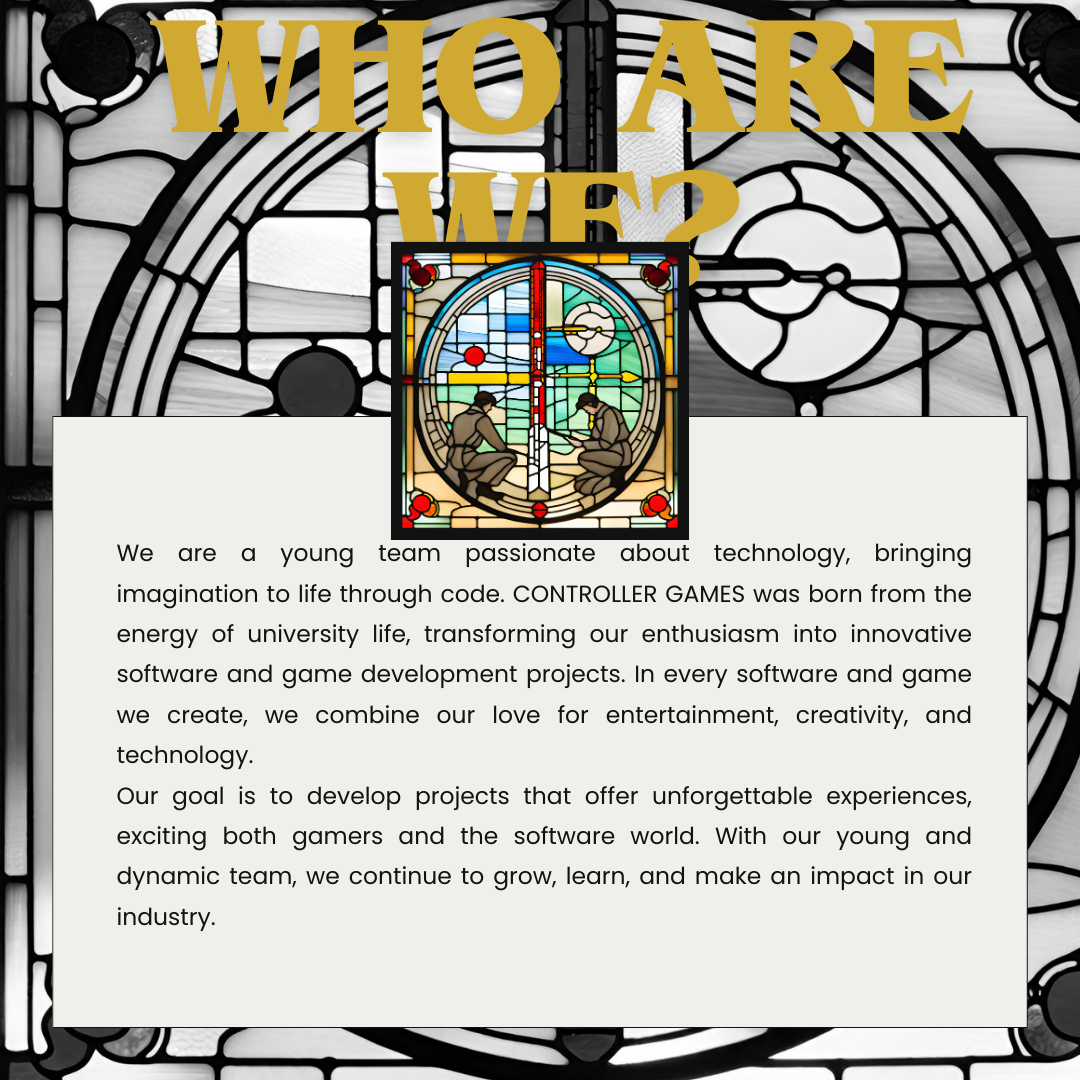 WHO ARE
WE?
We are a young team passionate about technology, bringing
imagination to life through code. CONTROLLER GAMES was born from the
energy of university life, transforming our enthusiasm into innovative
software and game development projects. In every software and game
we create, we combine our love for entertainment, creativity, and
technology.
Our goal is to develop projects that offer unforgettable experiences,
exciting both gamers and the software world. With our young and
dynamic team, we continue to grow, learn, and make an impact in our
industry.